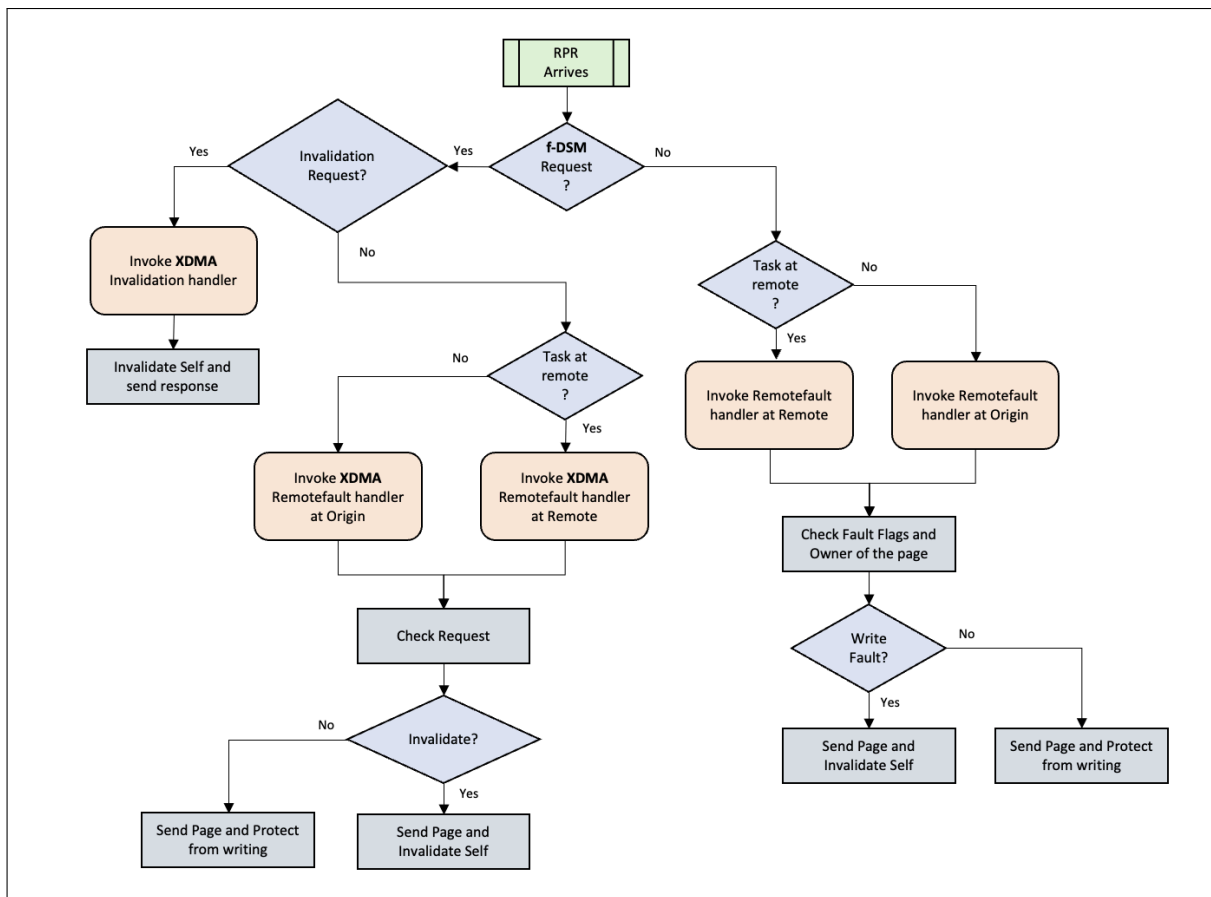 RPR
Arrives
f-DSM
Request
?
Yes
No
Invalidation
Request?
Yes
No
Invoke XDMA
Invalidation handler
Invalidate Self and
send response
Task at
remote
?
No
Yes
Invoke XDMA
Remotefault handler
at Origin
Invoke XDMA
Remotefault handler
at Remote
Check Request
Invalidate?
No
Yes
Send Page and Protect
from writing
Send Page and
Invalidate Self
Task at
remote
?
No
Yes
Invoke Remotefault
handler at Remote
Invoke Remotefault
handler at Origin
Check Fault Flags and
Owner of the page
Write
Fault?
No
Yes
Send Page and
Invalidate Self
Send Page and Protect
from writing